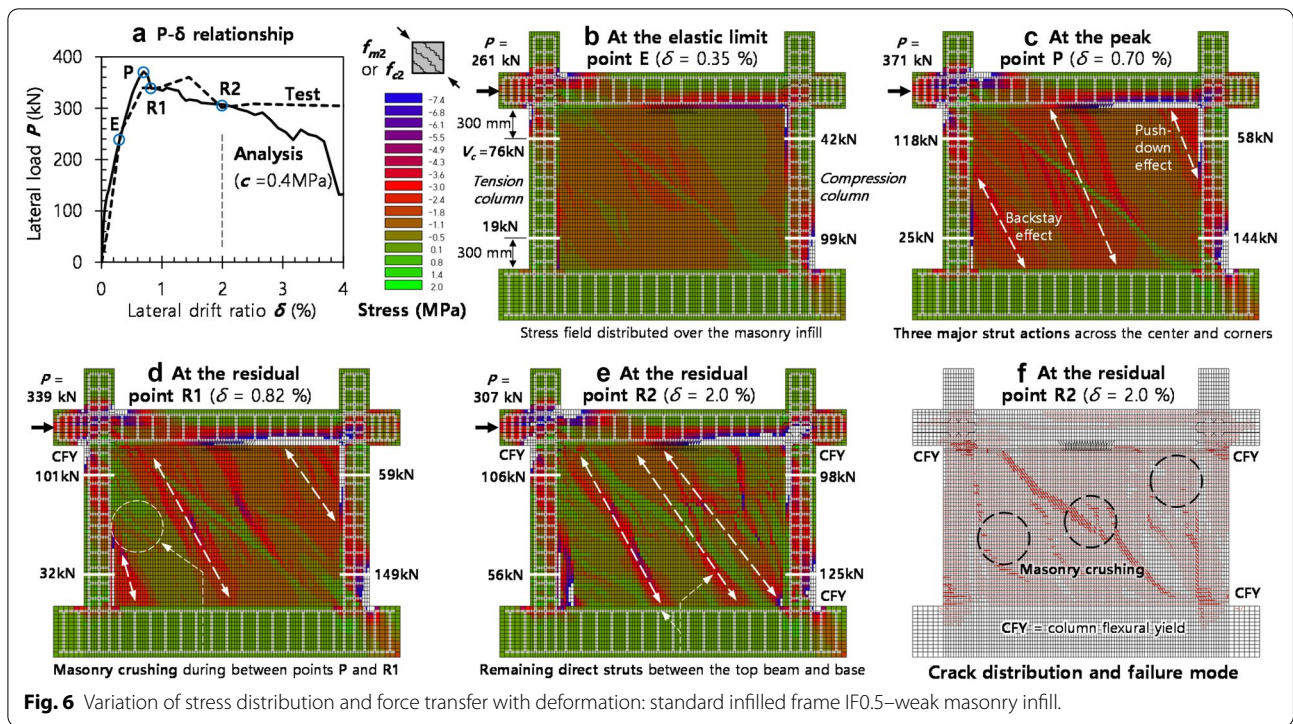 a P-δ relationship
Lateral load P (kN)
400
300
200
100
0
P
R1
R2
E
Test
Analysis
(c =0.4MPa)
0 1 2 3 4
Lateral drift ratio δ (%)
fm2
or fc2
-7.4
-6.8
-6.1
-5.5
-4.9
-4.3
-3.6
-3.0
-2.4
-1.8
-1.1
-0.5
0.1
0.8
1.4
2.0
Stress (MPa)
b At the elastic limit
point E (δ = 0.35 %)
P =
261 kN
300 mm
Vc =76kN
42kN
Tension
column
Compression
column
19kN
99kN
300 mm
Stress field distributed over the masonry infill
c At the peak
point P (δ = 0.70 %)
P =
371 kN
118kN
58kN
Push-
down
effect
Backstay
effect
25kN
144kN
Three major strut actions across the center and corners
d At the residual
point R1 (δ = 0.82 %)
P =
339 kN
CFY
CFY
101kN
59kN
32kN
149kN
Masonry crushing during between points P and R1
e At the residual
point R2 (δ = 2.0 %)
P =
307 kN
CFY
CFY
106kN
98kN
56kN
125kN
CFY
Remaining direct struts between the top beam and base
f At the residual
point R2 (δ = 2.0 %)
CFY
CFY
Masonry crushing
CFY
CFY = column flexural yield
Crack distribution and failure mode
Fig. 6 Variation of stress distribution and force transfer with deformation: standard infilled frame IF0.5–weak masonry infill.